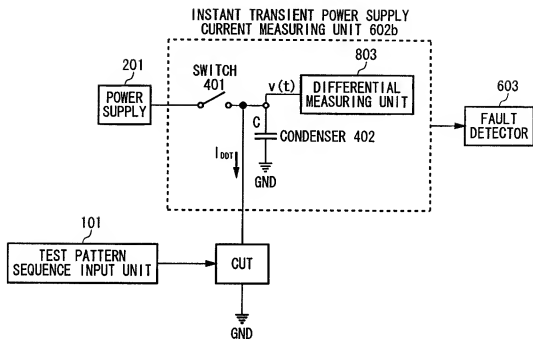 INSTANT TRANSIENT POWER SUPPLY
CURRENT MEASURING UNIT 602b
201
POWER
SUPPLY
SWITCH
401
v(t)
803
DIFFERENTIAL
MEASURING UNIT
603
FAULT
DETECTOR
C
CONDENSER 402
GND
IDDT
101
TEST PATTERN
SEQUENCE INPUT UNIT
CUT
GND